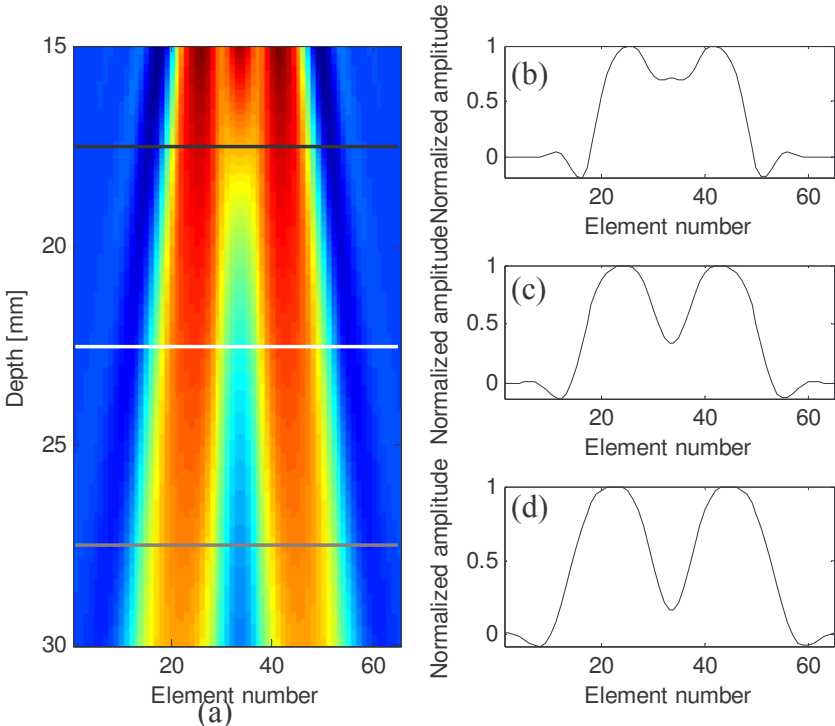 15
20
25
30
Depth [mm]
20 40 60
Element number
(a)
(b)
1
0.5
0
Normalized amplitude
20 40 60
Element number
(c)
1
0.5
0
Normalized amplitude
20 40 60
Element number
(d)
1
0.5
0
Normalized amplitude
20 40 60
Element number